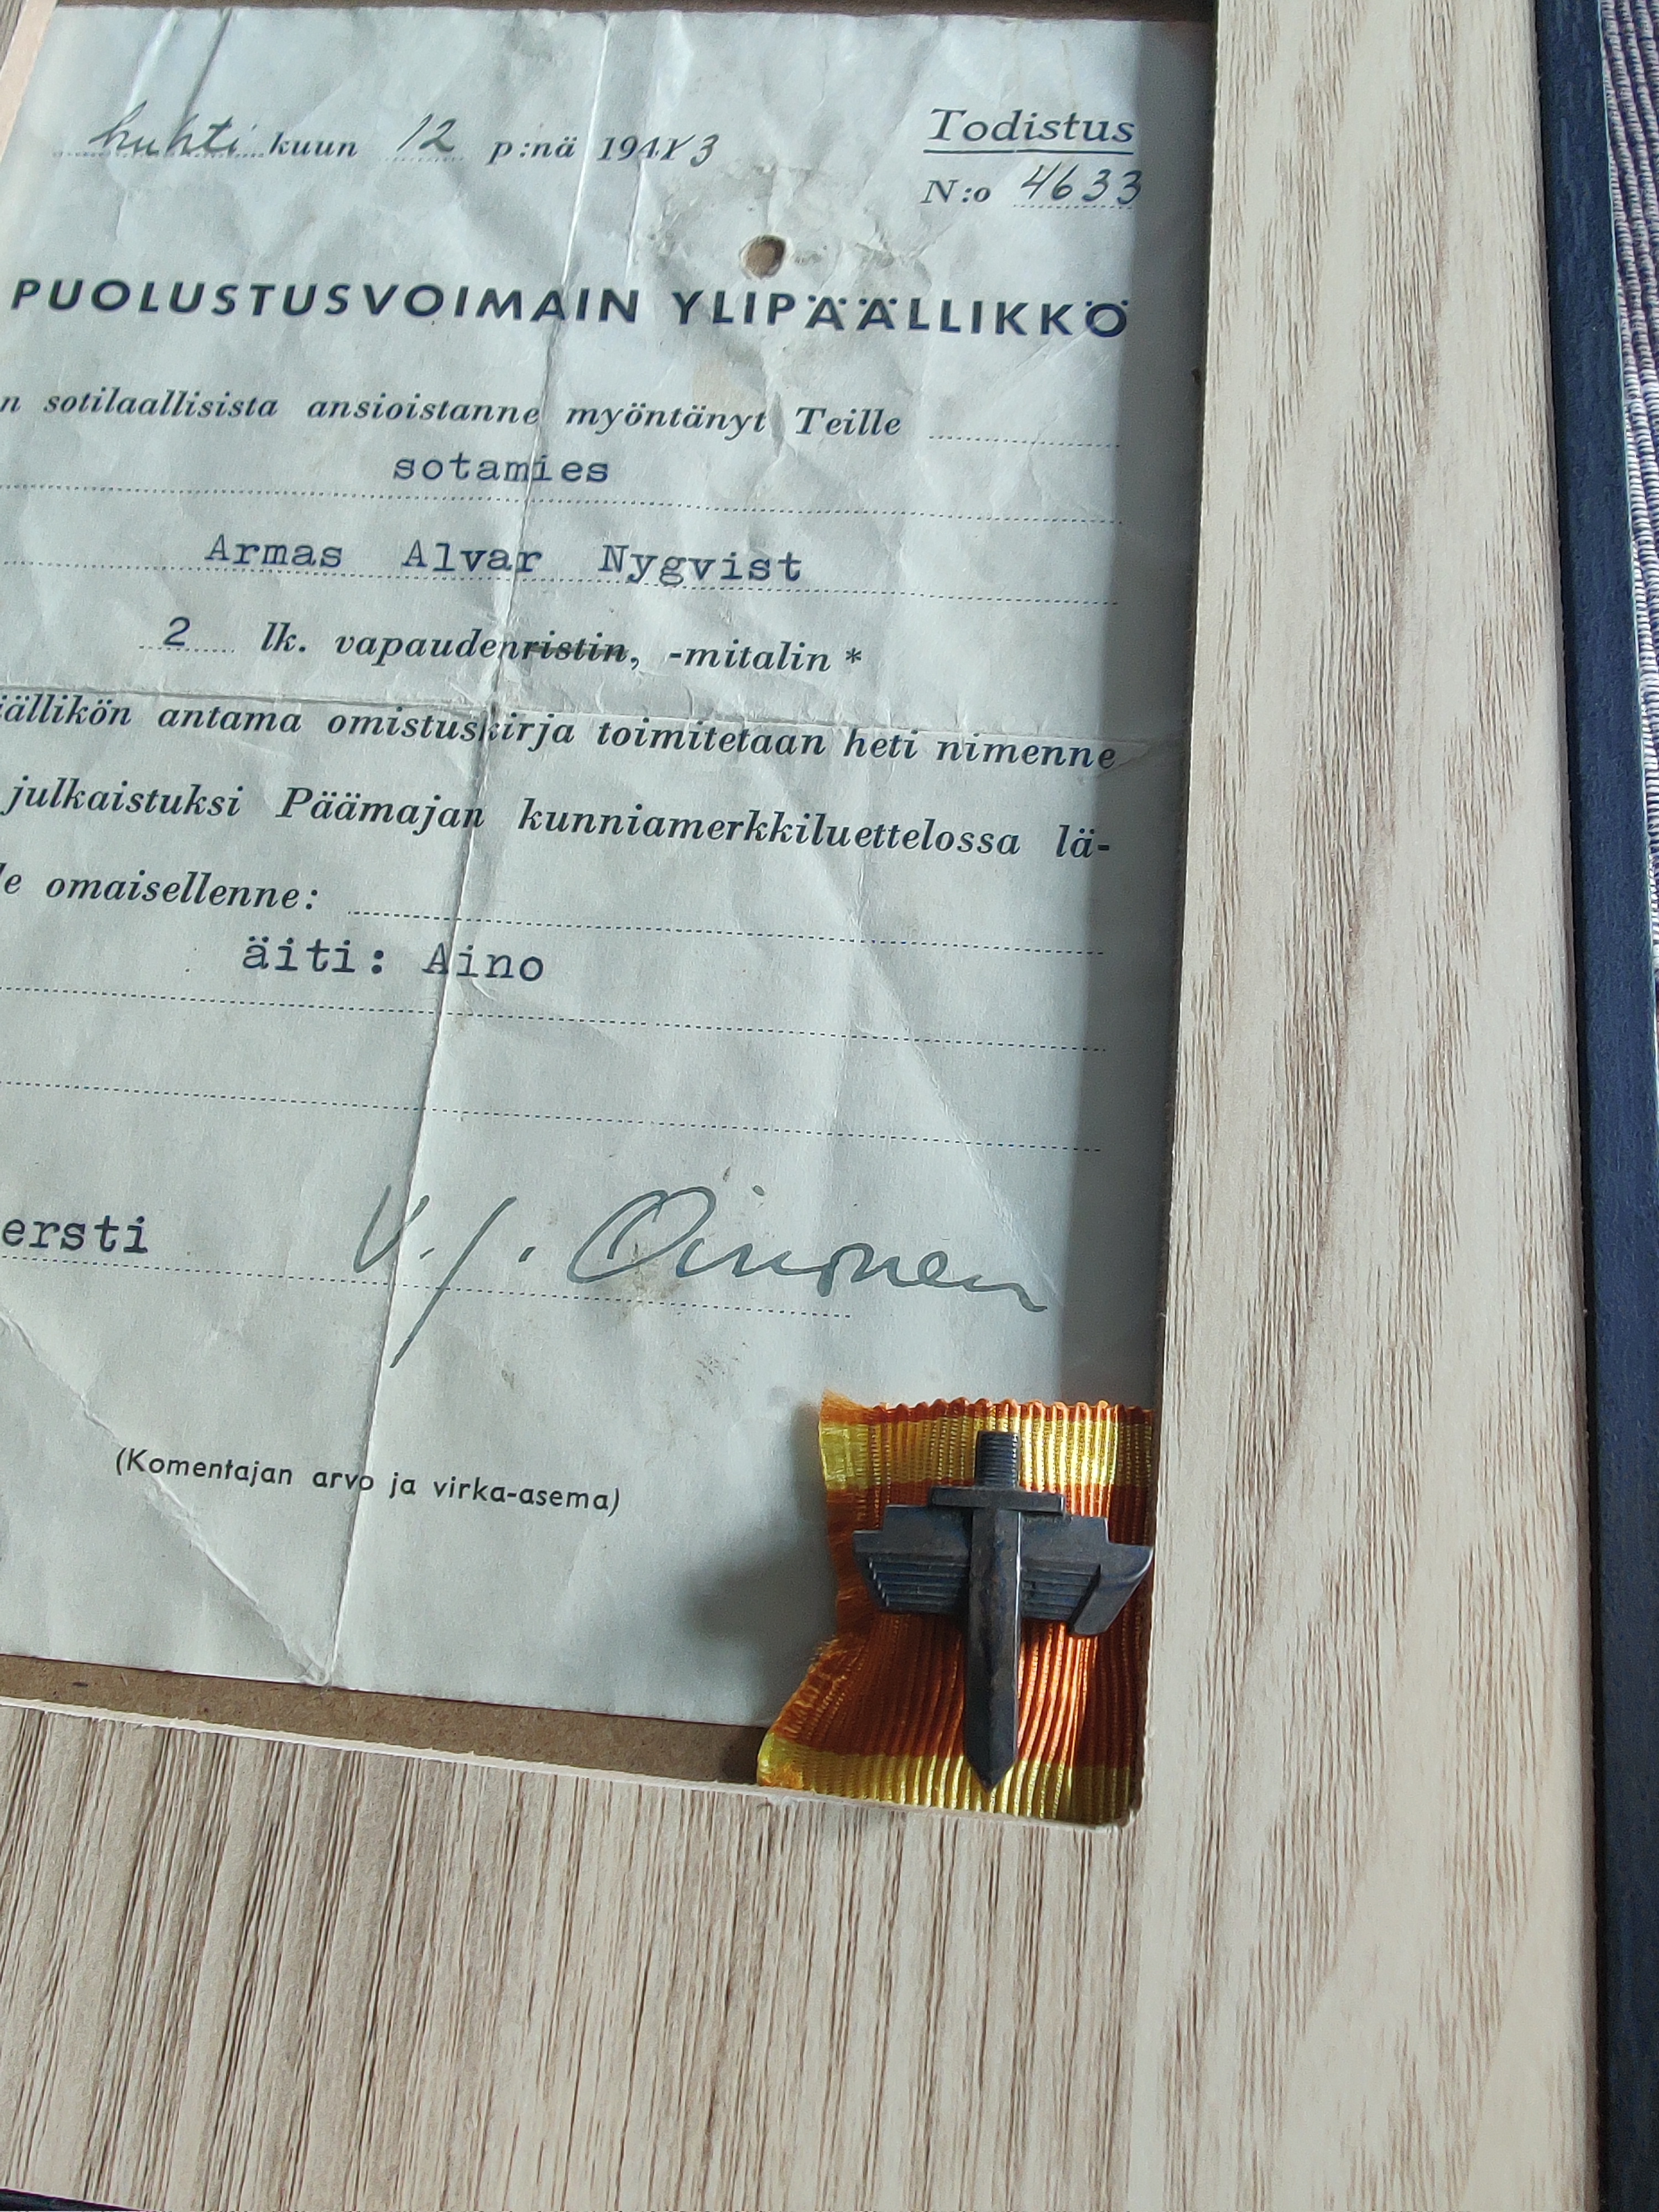 huhti kuun 12 p:nä 1943
Todistus
N:o 4633
PUOLUSTUSVOIMAIN YLIPÄÄLLIKKÖ
n sotilaallisista ansioistanne myöntänyt Teille
sotamies
Armas Alvar Nygvist
2 lk. vapaudenristin, -mitalin *
äällikön antama omistuskirja toimitetaan heti nimenne
julkaistuksi Päämajan kunniamerkkiluettelossa lä-
le omaisellenne:
äiti: Aino
ersti V. J. Oinonen
(Komentajan arvo ja virka-asema)